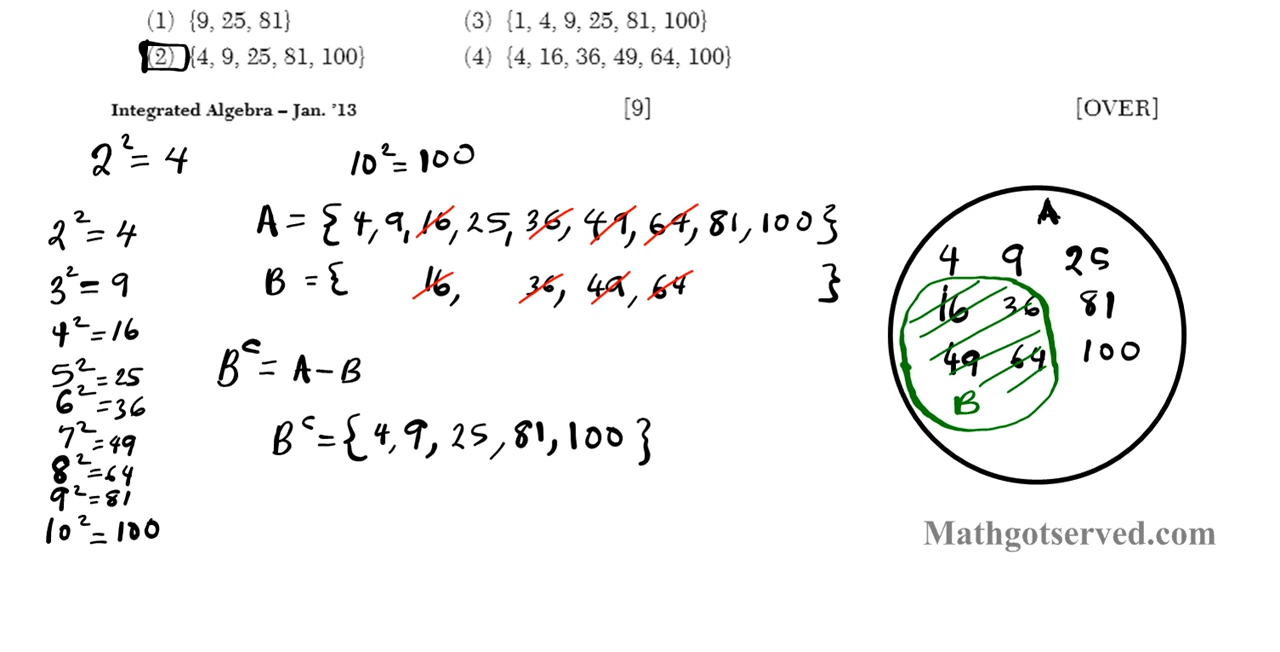 (1) {9, 25, 81}
(3) {1, 4, 9, 25, 81, 100}
(2) {4, 9, 25, 81, 100}
(4) {4, 16, 36, 49, 64, 100}
Integrated Algebra – Jan. ’13
[9]
[OVER]
2² = 4
10² = 100
2² = 4
3² = 9
4² = 16
5² = 25
6² = 36
7² = 49
8² = 64
9² = 81
10² = 100
A = {4, 9, 16, 25, 36, 49, 64, 81, 100}
B = { 16, 36, 49, 64 }
Bᶜ = A – B
Bᶜ = {4, 9, 25, 81, 100}
A
4 9 25
16 36 81
49 64 100
B
Mathgotserved.com